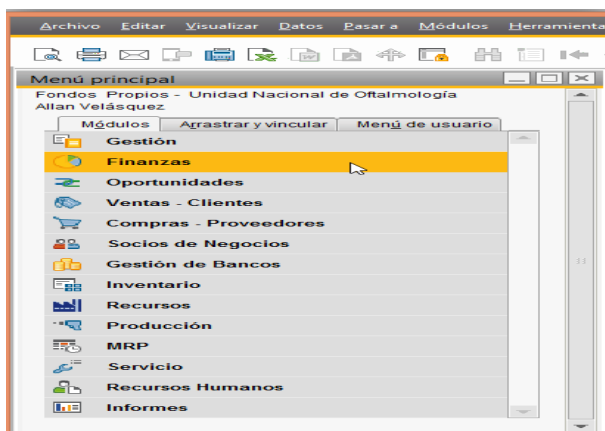 Archivo Editar Visualizar Datos Pasar a Módulos Herramienta
Menú principal
Fondos Propios - Unidad Nacional de Oftalmología
Allan Velásquez
Módulos Arrastrar y vincular Menú de usuario
Gestión
Finanzas
Oportunidades
Ventas - Clientes
Compras - Proveedores
Socios de Negocios
Gestión de Bancos
Inventario
Recursos
Producción
MRP
Servicio
Recursos Humanos
Informes